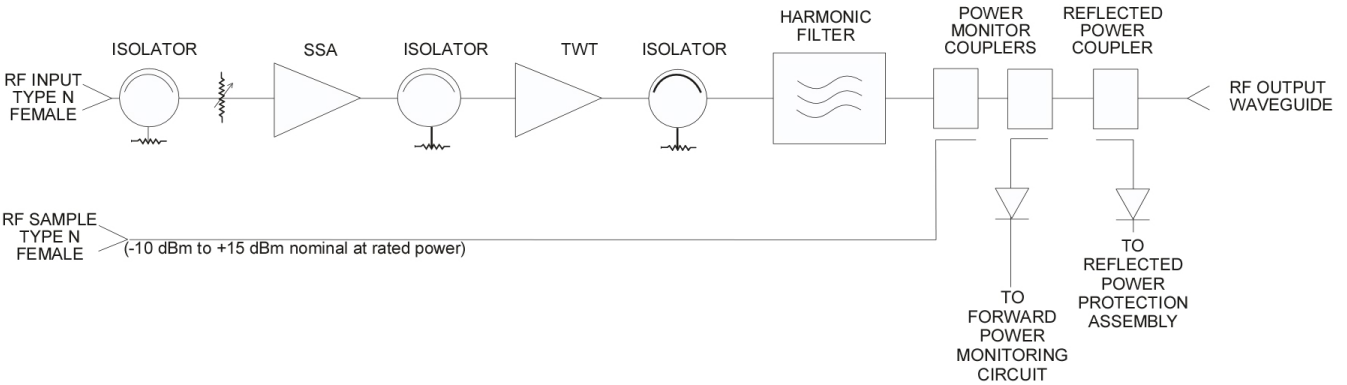 HARMONIC
FILTER
POWER
MONITOR
COUPLERS
REFLECTED
POWER
COUPLER
ISOLATOR
SSA
ISOLATOR
TWT
ISOLATOR
RF INPUT
TYPE N
FEMALE
RF OUTPUT
WAVEGUIDE
RF SAMPLE
TYPE N
FEMALE
(-10 dBm to +15 dBm nominal at rated power)
TO
REFLECTED
POWER
PROTECTION
ASSEMBLY
TO
FORWARD
POWER
MONITORING
CIRCUIT